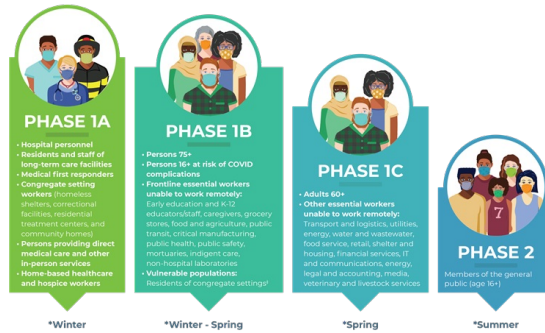 PHASE 1A
• Hospital personnel
• Residents and staff of
long-term care facilities
• Medical first responders
• Congregate setting
workers (homeless
shelters, correctional
facilities, residential
treatment centers, and
community homes)
• Persons providing direct
medical care and other
in-person services
• Home-based healthcare
and hospice workers
*Winter
PHASE 1B
• Persons 75+
• Persons 16+ at risk of COVID
complications
• Frontline essential workers
unable to work remotely:
Early education and K-12
educators/staff, caregivers, grocery
stores, food and agriculture, public
transit, critical manufacturing,
public health, public safety,
mortuaries, indigent care,
non-hospital laboratories
• Vulnerable populations:
Residents of congregate settings¹
*Winter - Spring
PHASE 1C
• Adults 60+
• Other essential workers
unable to work remotely:
Transport and logistics, utilities,
energy, water and wastewater,
food service, retail, shelter and
housing, financial services, IT
and communications, energy,
legal and accounting, media,
veterinary and livestock services
*Spring
7
PHASE 2
Members of the general
public (age 16+)
*Summer